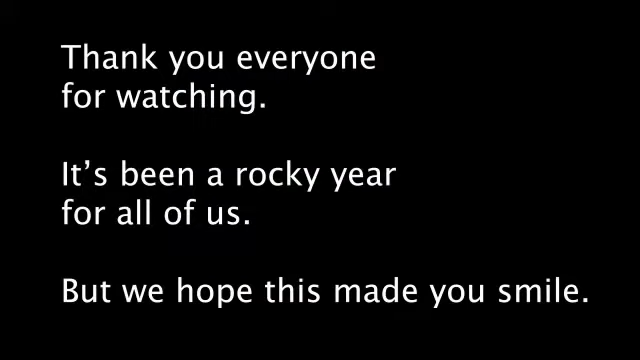 Thank you everyone
for watching.
It’s been a rocky year
for all of us.
But we hope this made you smile.